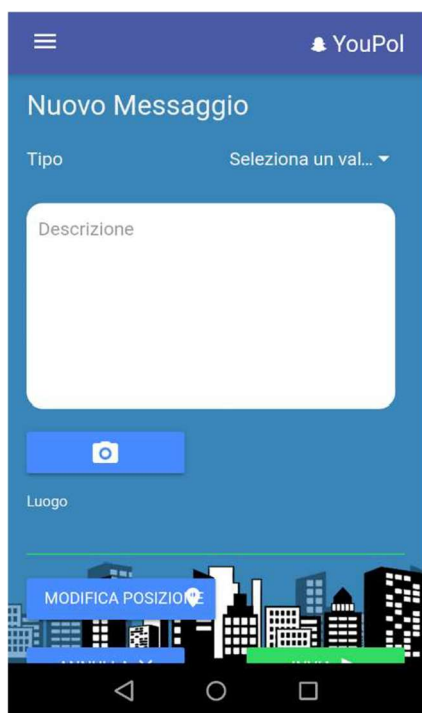 YouPol
Nuovo Messaggio
Tipo Seleziona un val...
Descrizione
Luogo
MODIFICA POSIZIONE